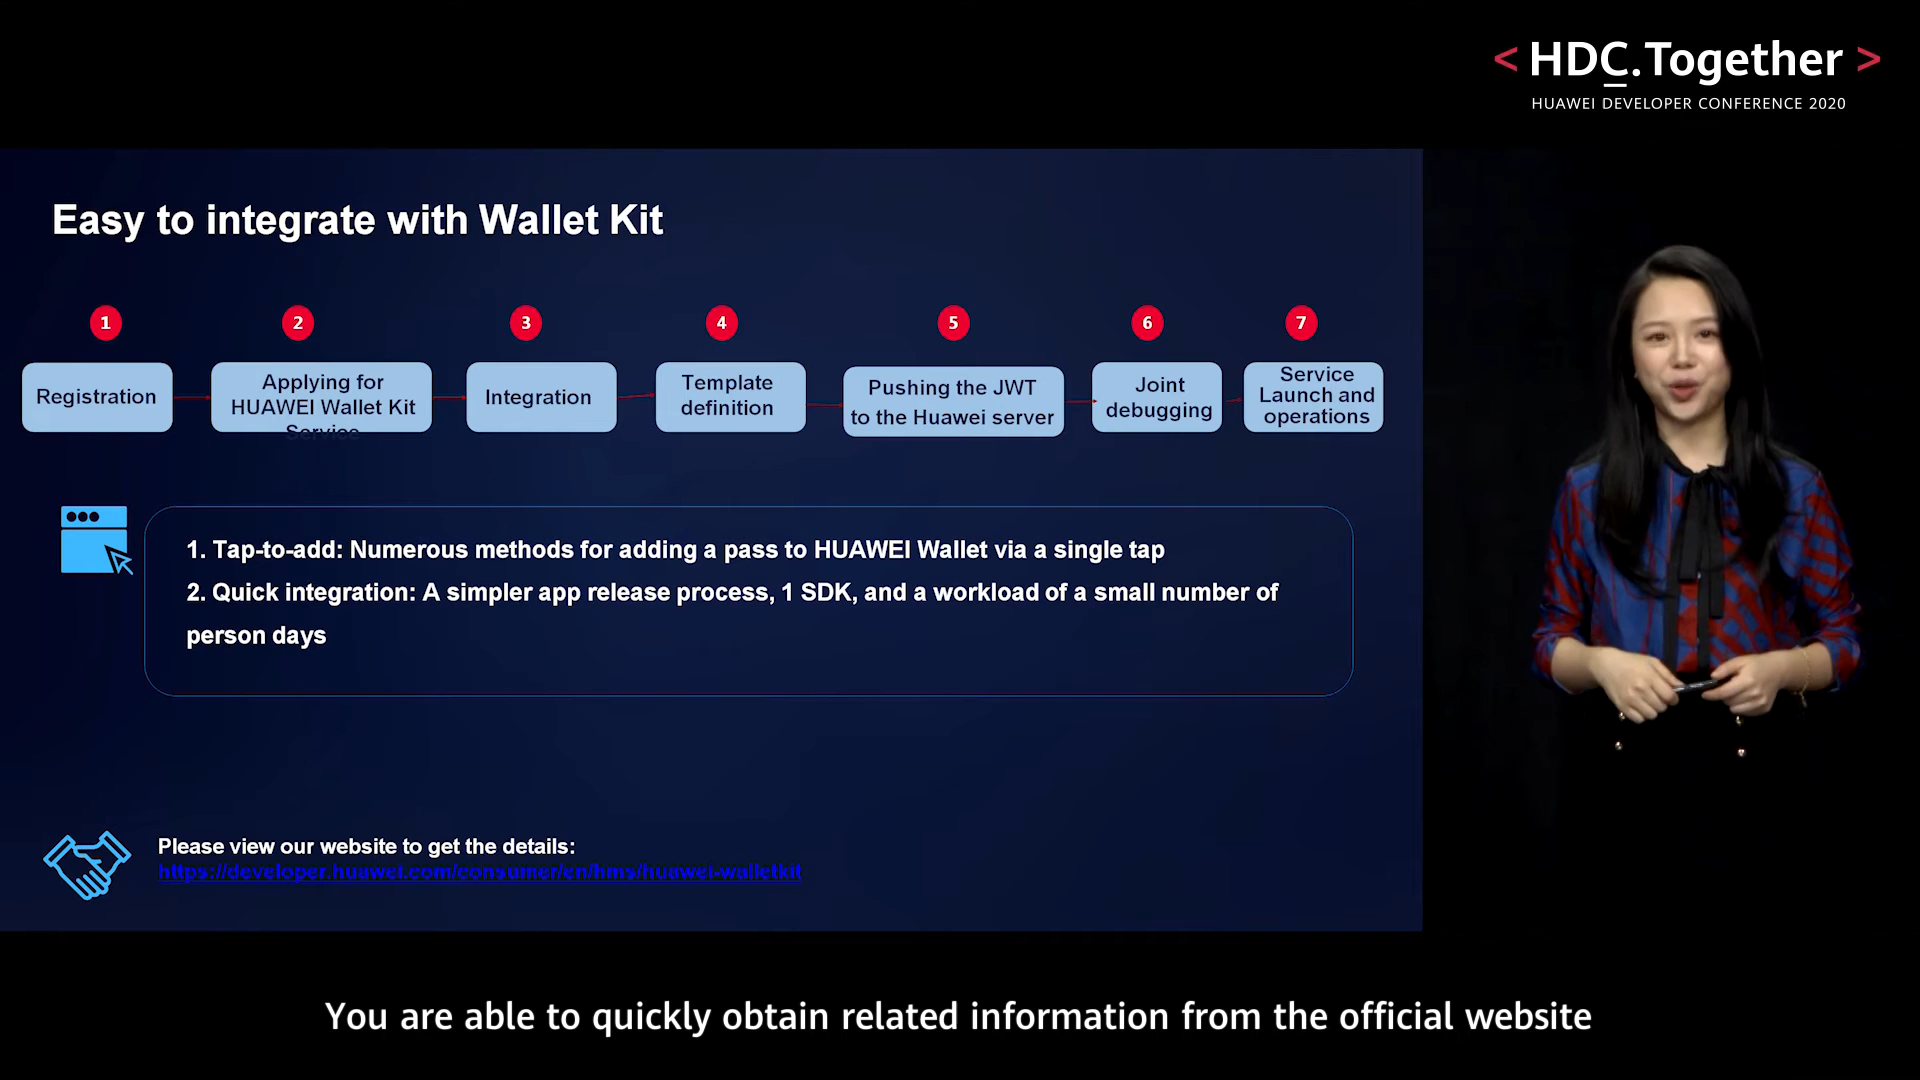 < HDC.Together >
HUAWEI DEVELOPER CONFERENCE 2020
Easy to integrate with Wallet Kit
1
2
3
4
5
6
7
Registration
Applying for
HUAWEI Wallet Kit
Service
Integration
Template
definition
Pushing the JWT
to the Huawei server
Joint
debugging
Service
Launch and
operations
1. Tap-to-add: Numerous methods for adding a pass to HUAWEI Wallet via a single tap
2. Quick integration: A simpler app release process, 1 SDK, and a workload of a small number of
person days
Please view our website to get the details:
https://developer.huawei.com/consumer/en/hms/huawei-walletkit
You are able to quickly obtain related information from the official website